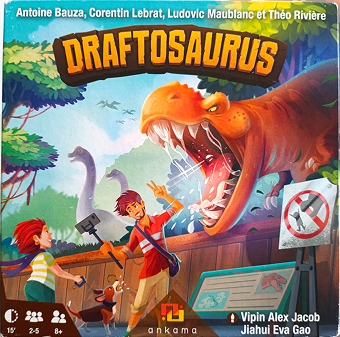 Antoine Bauza, Corentin Lebrat, Ludovic Maublanc et Théo Rivière
DRAFTOSAURUS
15'
2-5
8+
ankama
Vipin Alex Jacob
Jiahui Eva Gao